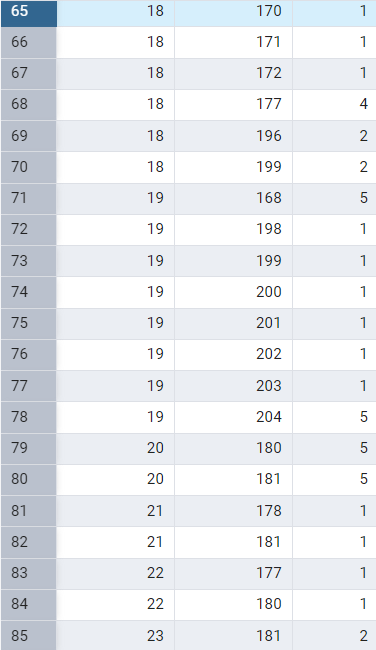 65 18 170 1
66 18 171 1
67 18 172 1
68 18 177 4
69 18 196 2
70 18 199 2
71 19 168 5
72 19 198 1
73 19 199 1
74 19 200 1
75 19 201 1
76 19 202 1
77 19 203 1
78 19 204 5
79 20 180 5
80 20 181 5
81 21 178 1
82 21 181 1
83 22 177 1
84 22 180 1
85 23 181 2